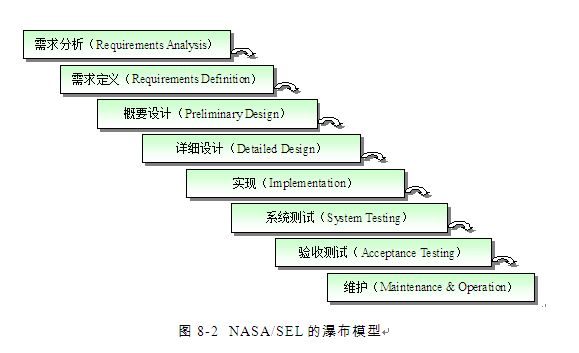 需求分析（Requirements Analysis）
需求定义（Requirements Definition）
概要设计（Preliminary Design）
详细设计（Detailed Design）
实现（Implementation）
系统测试（System Testing）
验收测试（Acceptance Testing）
维护（Maintenance & Operation）
图 8-2 NASA/SEL 的瀑布模型